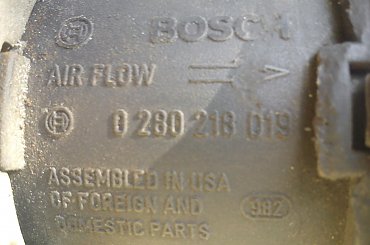 BOSCH
AIR FLOW
0 280 218 019
ASSEMBLED IN USA
OF FOREIGN AND 982
DOMESTIC PARTS